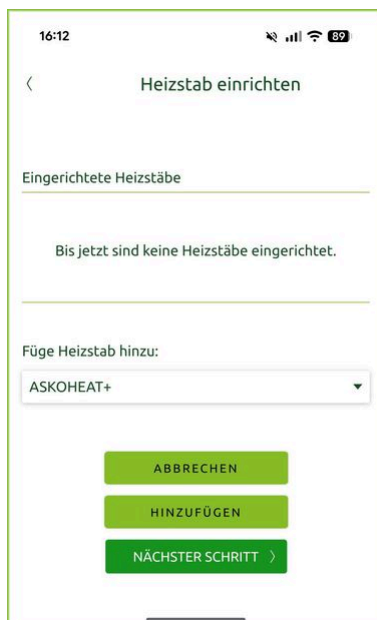 16:12
89
Heizstab einrichten
Eingerichtete Heizstäbe
Bis jetzt sind keine Heizstäbe eingerichtet.
Füge Heizstab hinzu:
ASKOHEAT+
ABBRECHEN
HINZUFÜGEN
NÄCHSTER SCHRITT